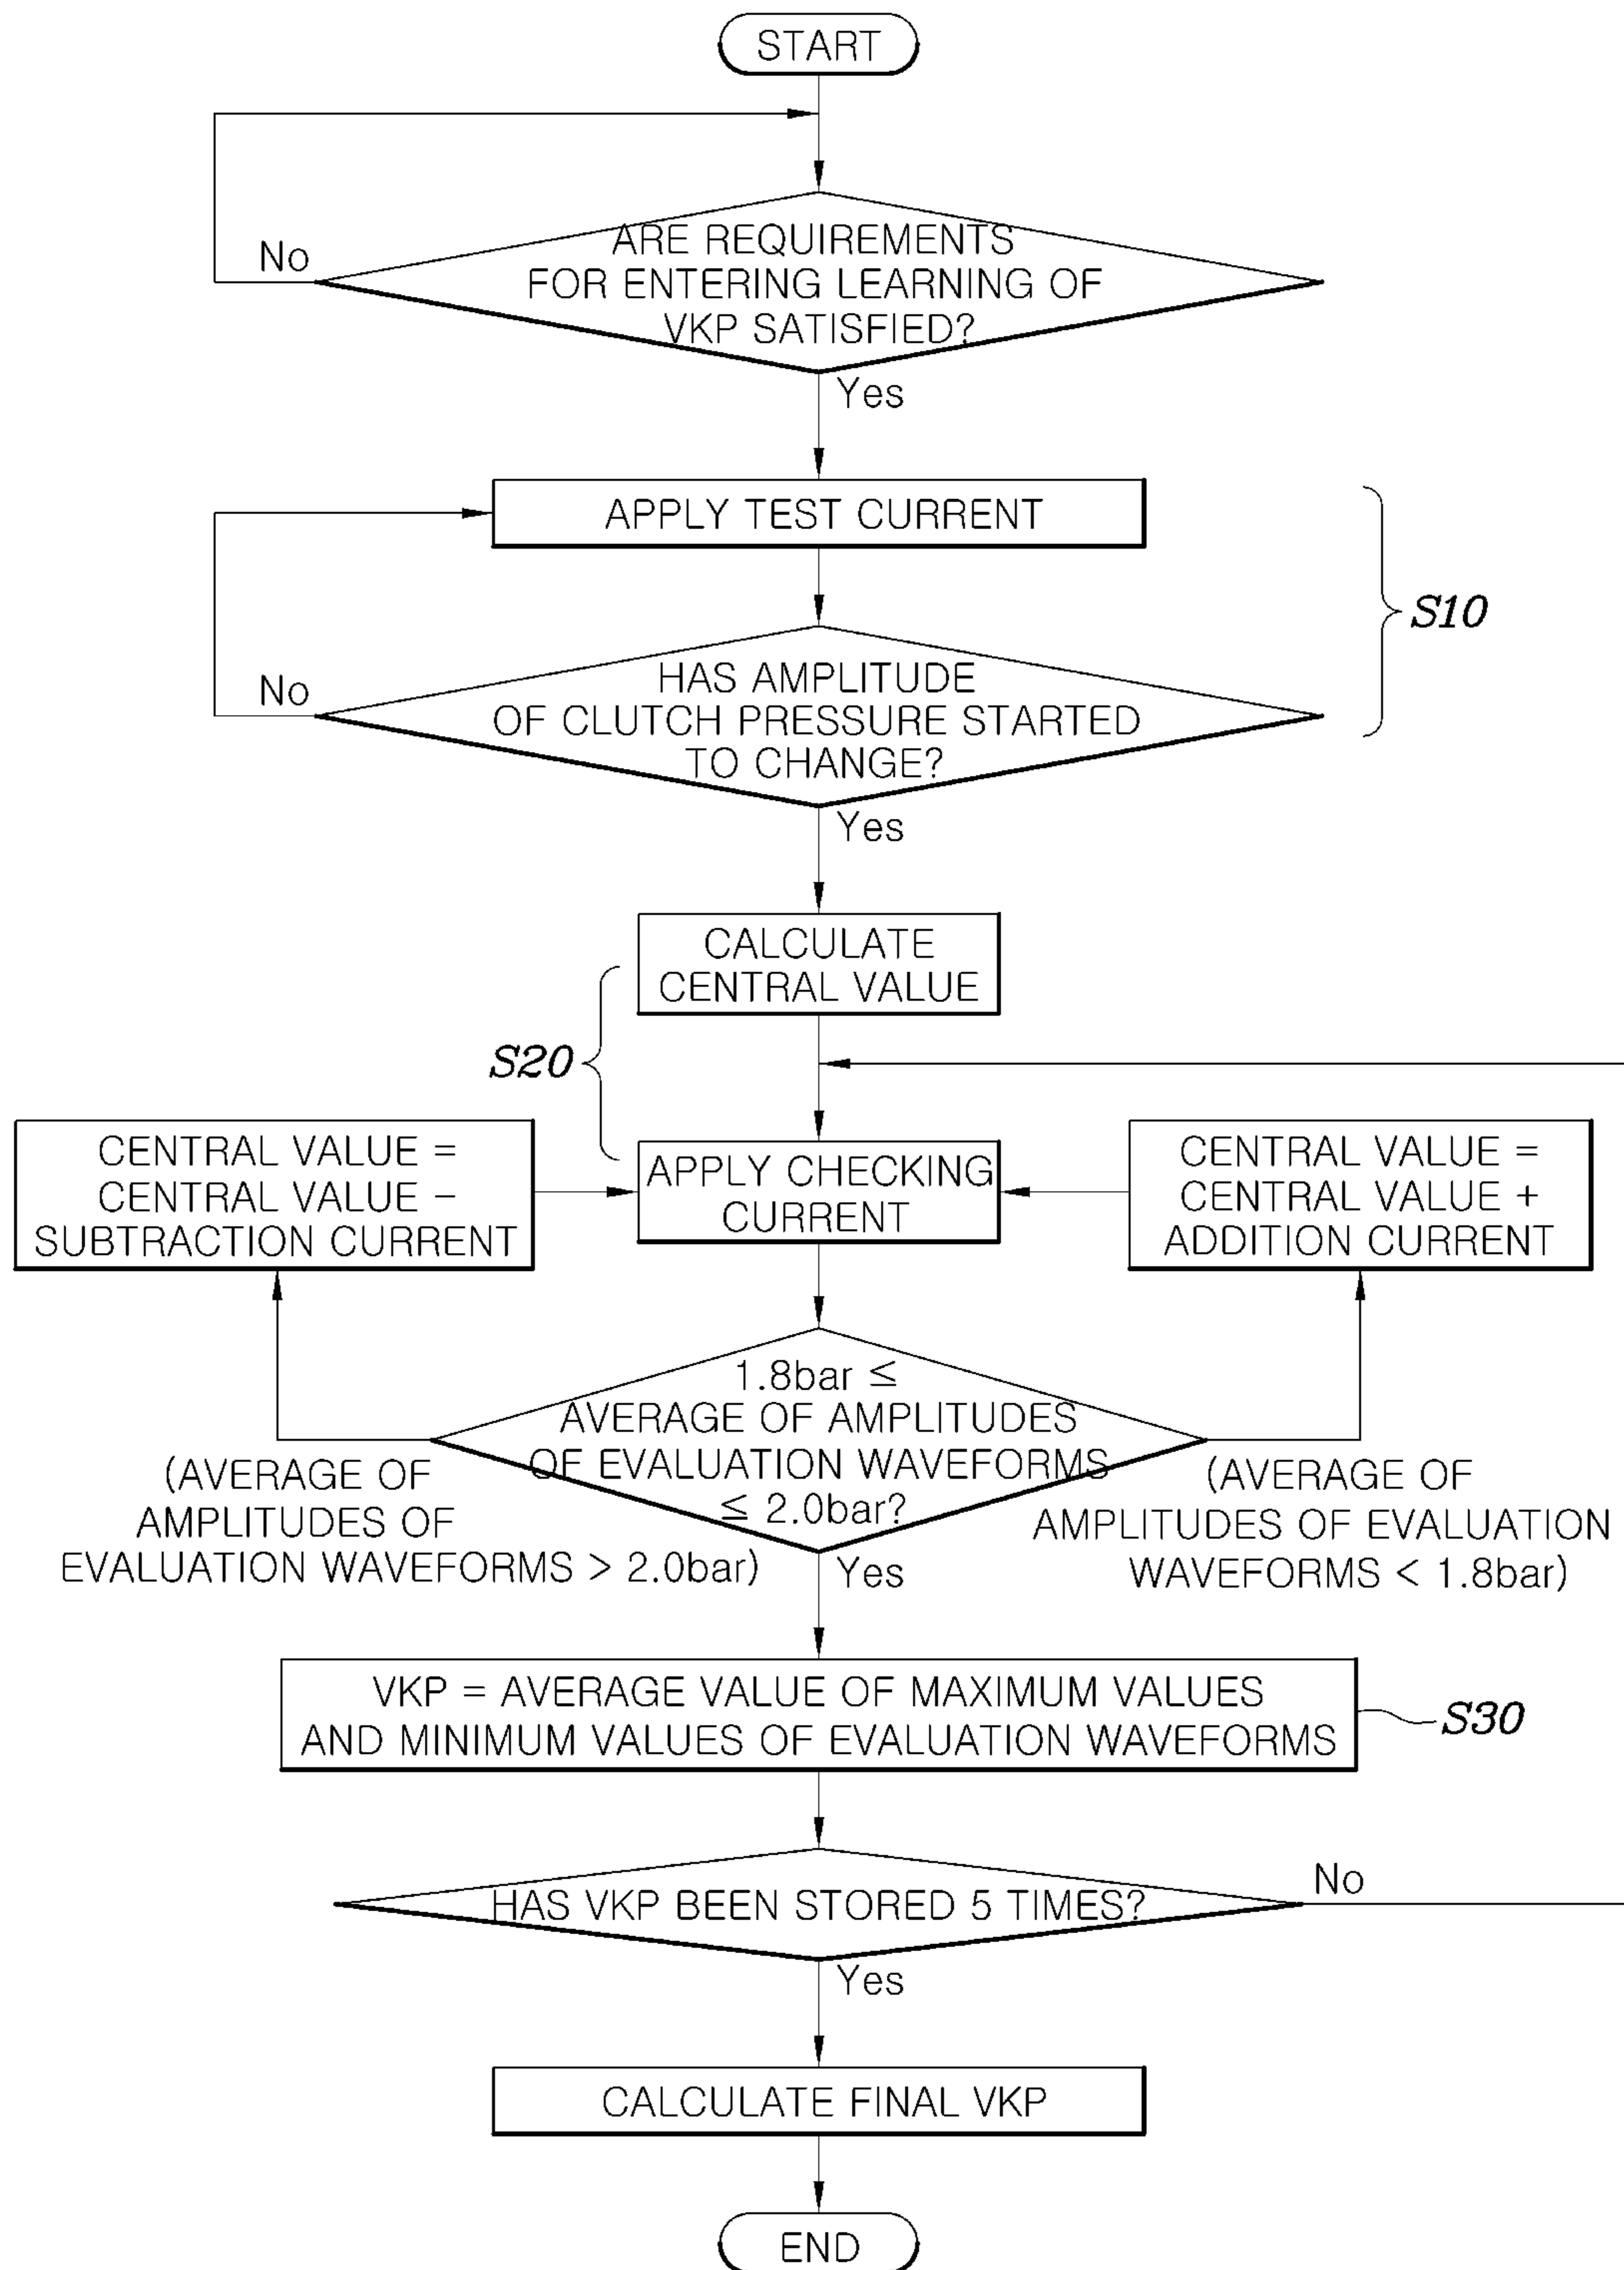 START
No
ARE REQUIREMENTS
FOR ENTERING LEARNING OF
VKP SATISFIED?
Yes
APPLY TEST CURRENT
S10
No
HAS AMPLITUDE
OF CLUTCH PRESSURE STARTED
TO CHANGE?
Yes
CALCULATE
CENTRAL VALUE
S20
CENTRAL VALUE =
CENTRAL VALUE –
SUBTRACTION CURRENT
APPLY CHECKING
CURRENT
CENTRAL VALUE =
CENTRAL VALUE +
ADDITION CURRENT
1.8bar ≤
AVERAGE OF AMPLITUDES
OF EVALUATION WAVEFORMS
≤ 2.0bar?
(AVERAGE OF
AMPLITUDES OF
EVALUATION WAVEFORMS > 2.0bar)
(AVERAGE OF
AMPLITUDES OF EVALUATION
WAVEFORMS < 1.8bar)
Yes
VKP = AVERAGE VALUE OF MAXIMUM VALUES
AND MINIMUM VALUES OF EVALUATION WAVEFORMS
S30
HAS VKP BEEN STORED 5 TIMES?
No
Yes
CALCULATE FINAL VKP
END